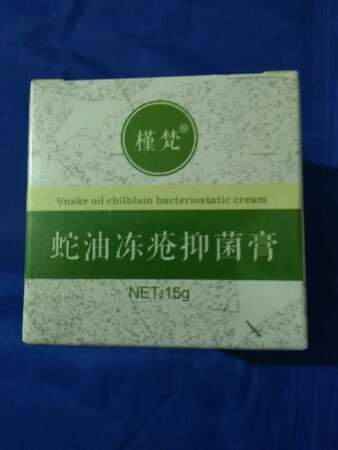 槿梵®
Snake oil chilblain bacteriostatic cream
蛇油冻疮抑菌膏
NET:15g